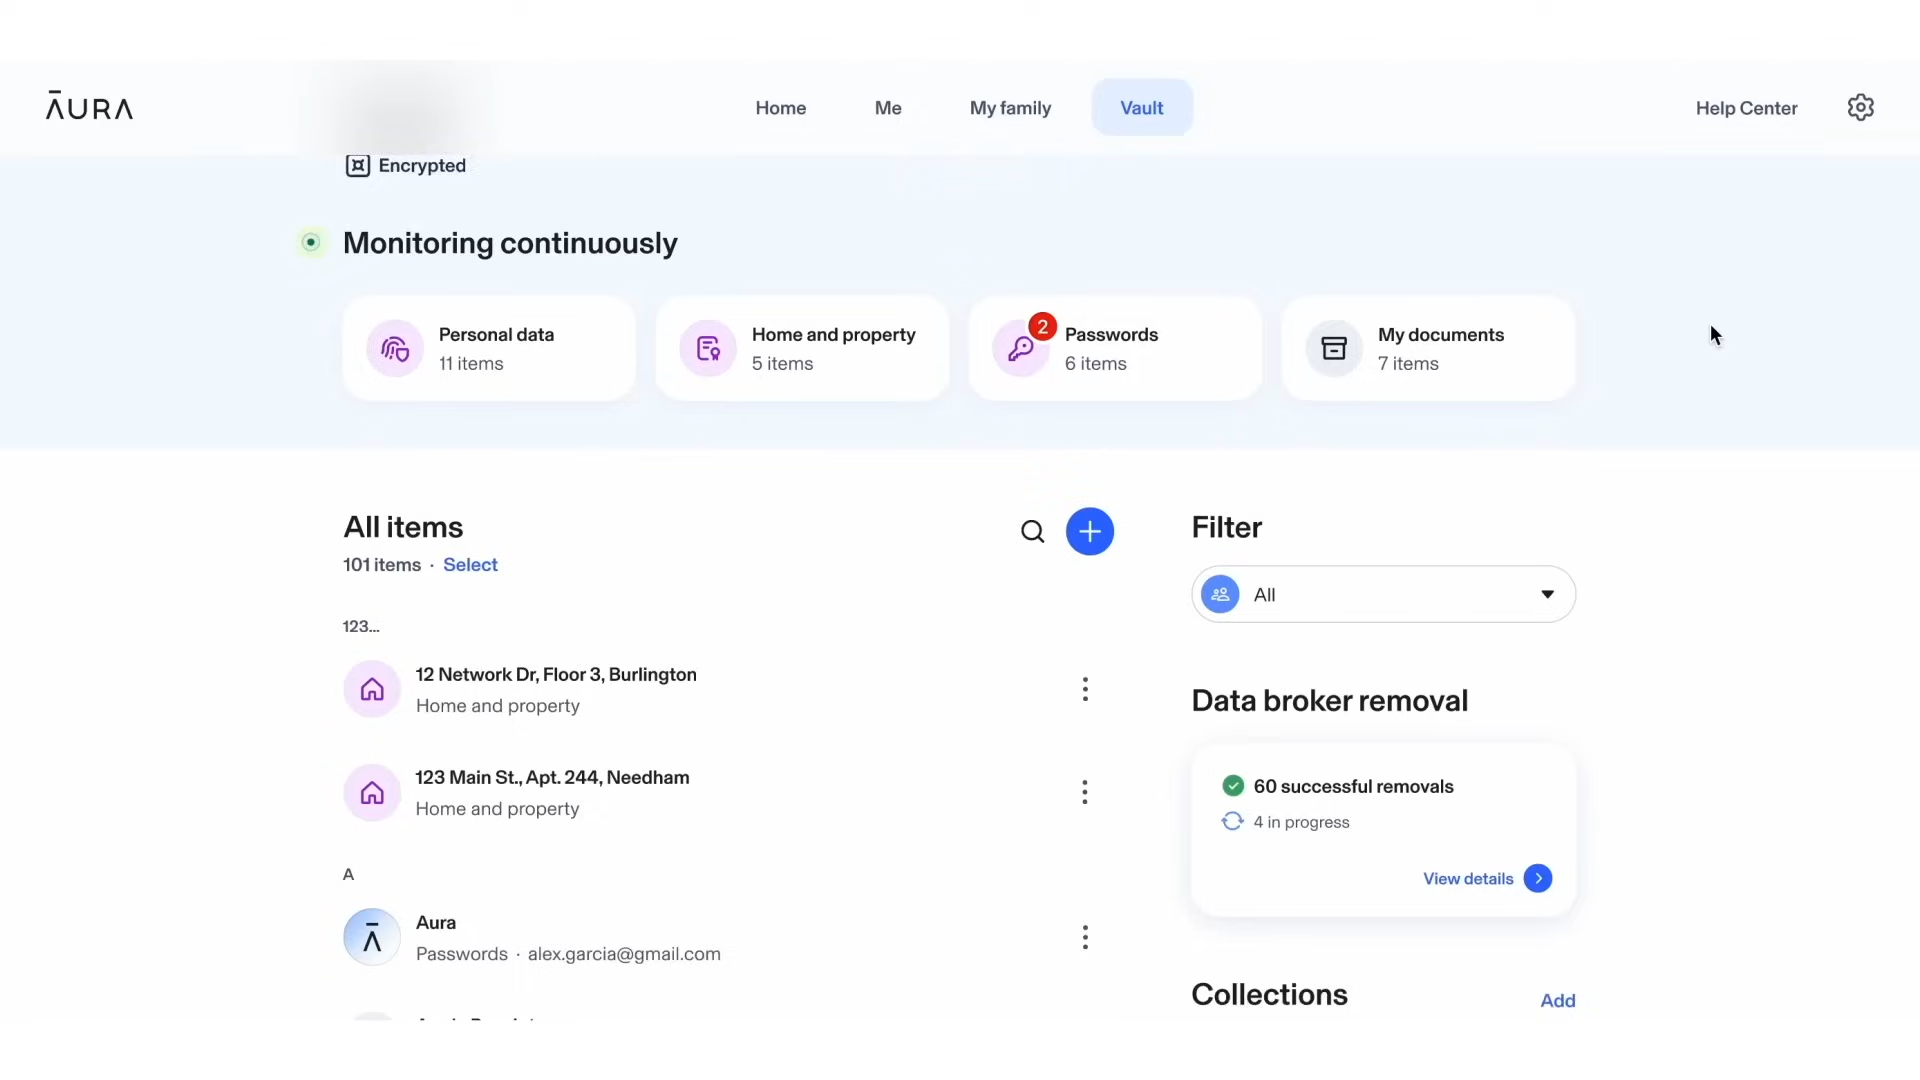 ĀURA
Home
Me
My family
Vault
Help Center
Encrypted
Monitoring continuously
Personal data
11 items
Home and property
5 items
2
Passwords
6 items
My documents
7 items
All items
101 items · Select
123...
12 Network Dr, Floor 3, Burlington
Home and property
123 Main St., Apt. 244, Needham
Home and property
A
Ā
Aura
Passwords · alex.garcia@gmail.com
Filter
All
Data broker removal
60 successful removals
4 in progress
View details
Collections
Add